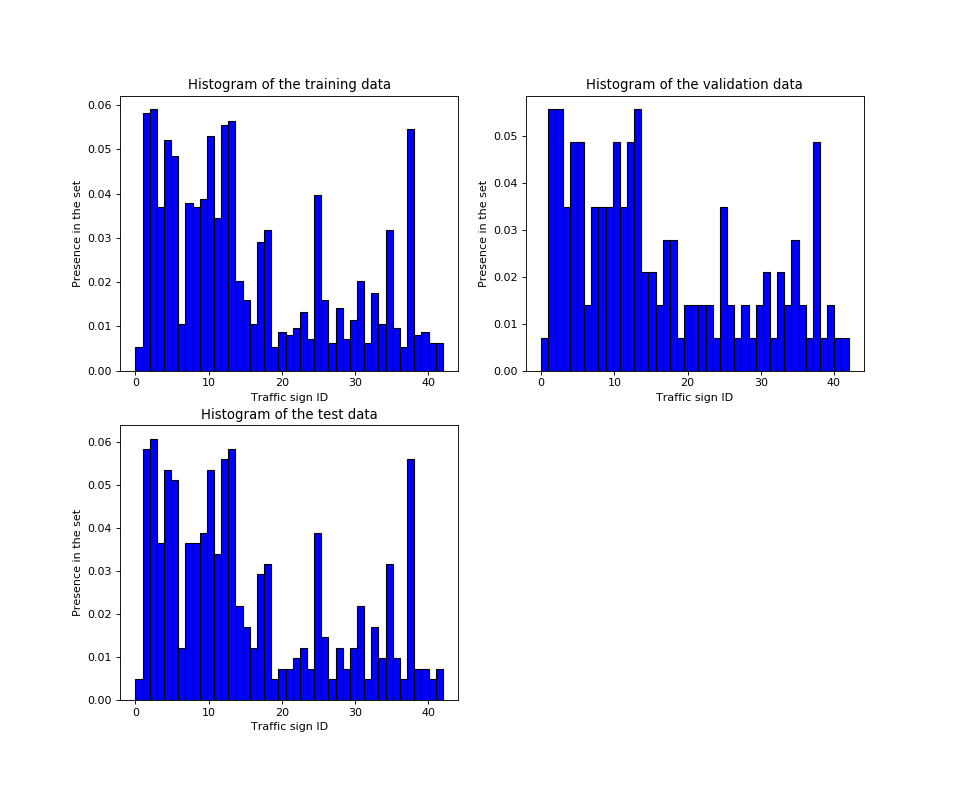 Histogram of the training data
Presence in the set
0.06
0.05
0.04
0.03
0.02
0.01
0.00
0 10 20 30 40
Traffic sign ID
Histogram of the validation data
Presence in the set
0.05
0.04
0.03
0.02
0.01
0.00
0 10 20 30 40
Traffic sign ID
Histogram of the test data
Presence in the set
0.06
0.05
0.04
0.03
0.02
0.01
0.00
0 10 20 30 40
Traffic sign ID